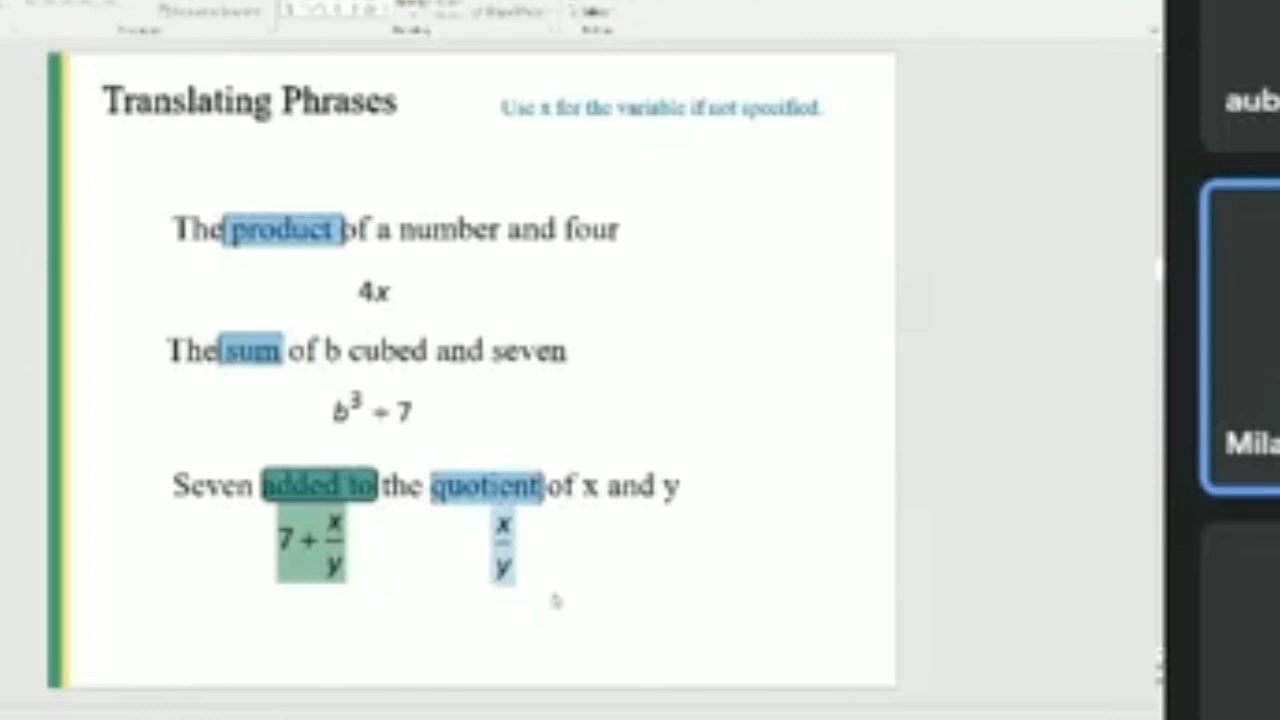 Translating Phrases
Use x for the variable if not specified.
The product of a number and four
4x
The sum of b cubed and seven
b³ + 7
Seven added to the quotient of x and y
7 + x/y
x/y
aub
Mila